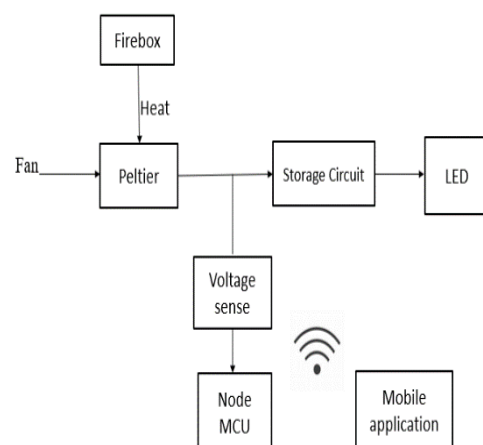 Firebox
Heat
Fan
Peltier
Storage Circuit
LED
Voltage
sense
Node
MCU
Mobile
application